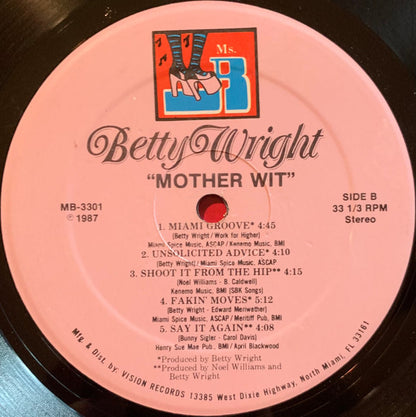 Ms.
B
Betty Wright
"MOTHER WIT"
MB-3301
℗ 1987
SIDE B
33 1/3 RPM
Stereo
1. MIAMI GROOVE* 4:45
(Betty Wright/Work for Higher)
Miami Spice Music, ASCAP/Kenemo Music, BMI
2. UNSOLICITED ADVICE* 4:10
(Betty Wright)/Miami Spice Music, ASCAP
3. SHOOT IT FROM THE HIP** 4:15
(Noel Williams - B. Caldwell)
Kenemo Music, BMI (SBK Songs)
4. FAKIN' MOVES* 5:12
(Betty Wright - Edward Meriwether)
Miami Spice Music, ASCAP/Meritiff Pub, BMI
5. SAY IT AGAIN** 4:08
(Bunny Sigler - Carol Davis)
Henry Sue Mae Pub., BMI/April Blackwood
*Produced by Betty Wright
**Produced by Noel Williams and
Betty Wright
Mfg. & Dist. by: VISION RECORDS 13385 West Dixie Highway, North Miami, FL 33161